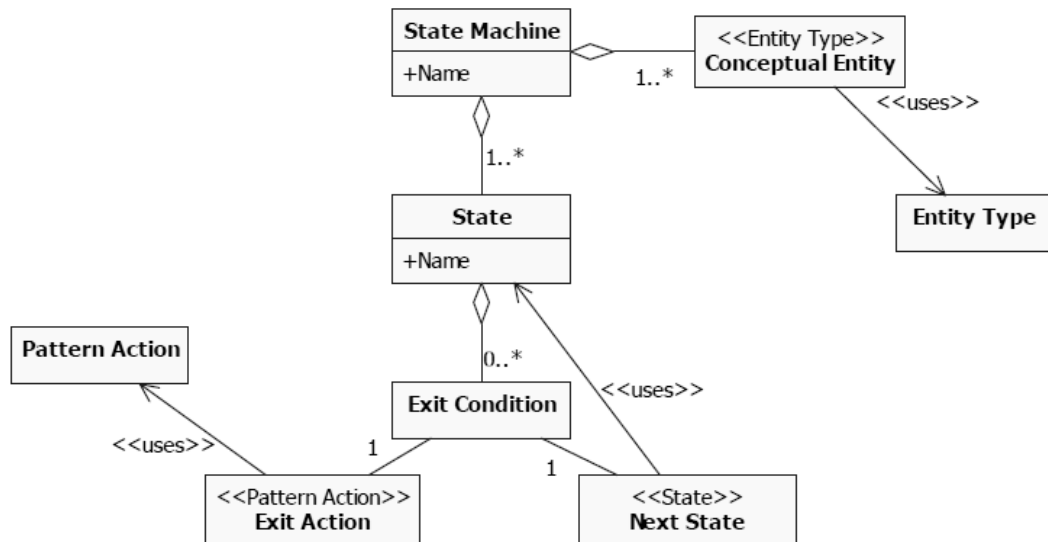 State Machine
+Name
1..*
<<Entity Type>>
Conceptual Entity
<<uses>>
1..*
Entity Type
State
+Name
Pattern Action
0..*
Exit Condition
<<uses>>
<<uses>>
1
1
<<Pattern Action>>
Exit Action
<<State>>
Next State